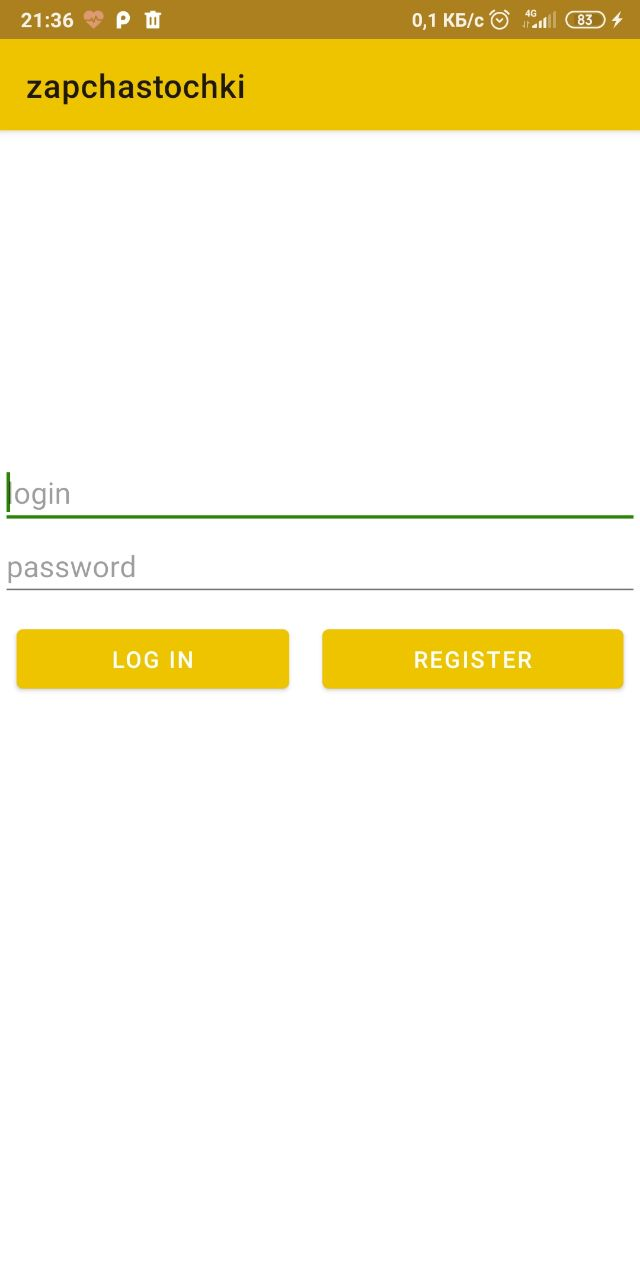 21:36 0,1 КБ/с 4G 83
zapchastochki
login
password
LOG IN REGISTER